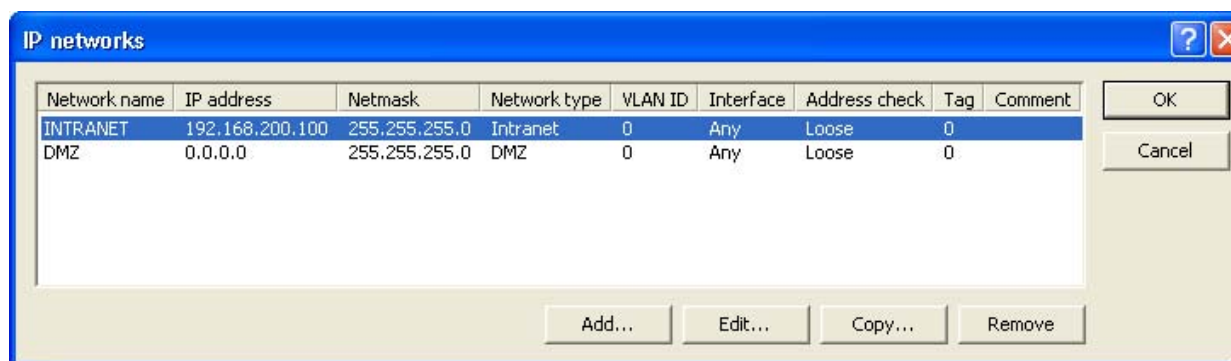 IP networks
Network name IP address Netmask Network type VLAN ID Interface Address check Tag Comment OK
INTRANET 192.168.200.100 255.255.255.0 Intranet 0 Any Loose 0
DMZ 0.0.0.0 255.255.255.0 DMZ 0 Any Loose 0 Cancel
Add... Edit... Copy... Remove